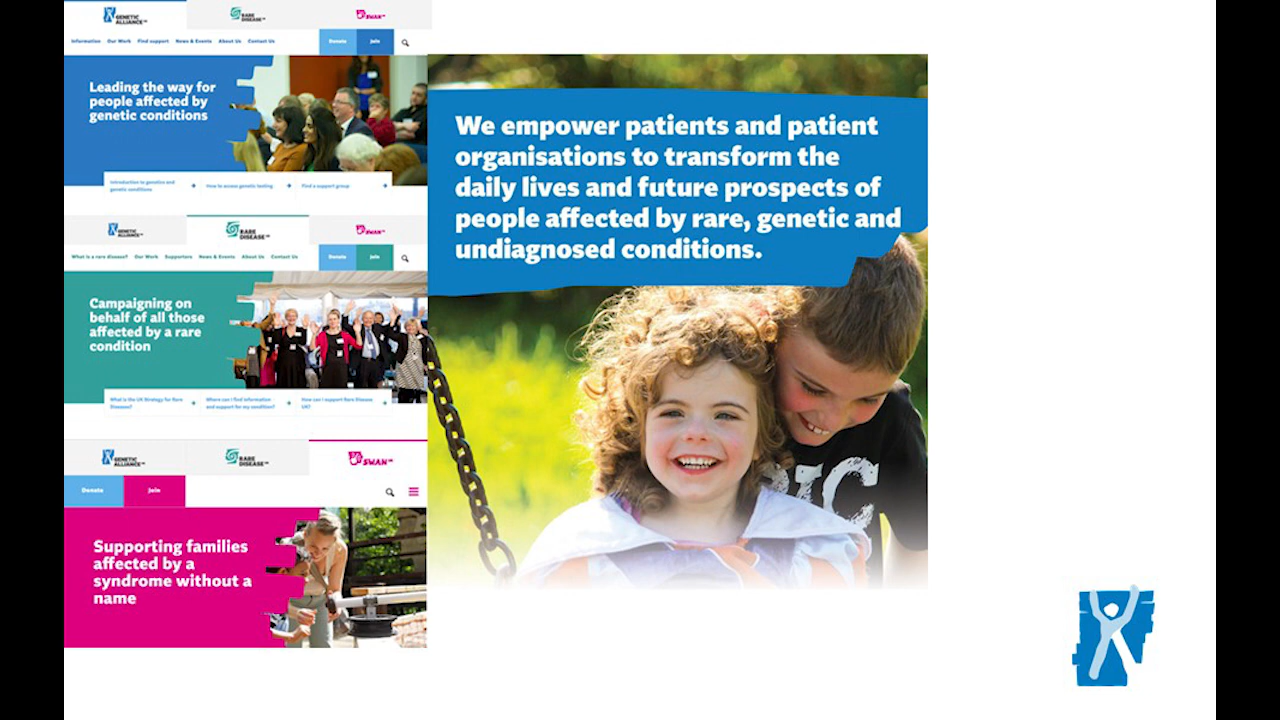 GENETIC
ALLIANCE UK
RARE
DISEASE UK
SWAN UK
Information Our Work Find support News & Events About Us Contact Us Donate Join
Leading the way for
people affected by
genetic conditions
Introduction to genetics and
genetic conditions
How to access genetic testing
Find a support group
GENETIC
ALLIANCE UK
RARE
DISEASE UK
SWAN UK
What is a rare disease? Our Work Supporters News & Events About Us Contact Us Donate Join
Campaigning on
behalf of all those
affected by a rare
condition
What is the UK Strategy for Rare
Diseases?
Where can I find information
and support for my condition?
How can I support Rare Disease
UK?
GENETIC
ALLIANCE UK
RARE
DISEASE UK
SWAN UK
Donate Join
Supporting families
affected by a
syndrome without a
name
We empower patients and patient
organisations to transform the
daily lives and future prospects of
people affected by rare, genetic and
undiagnosed conditions.